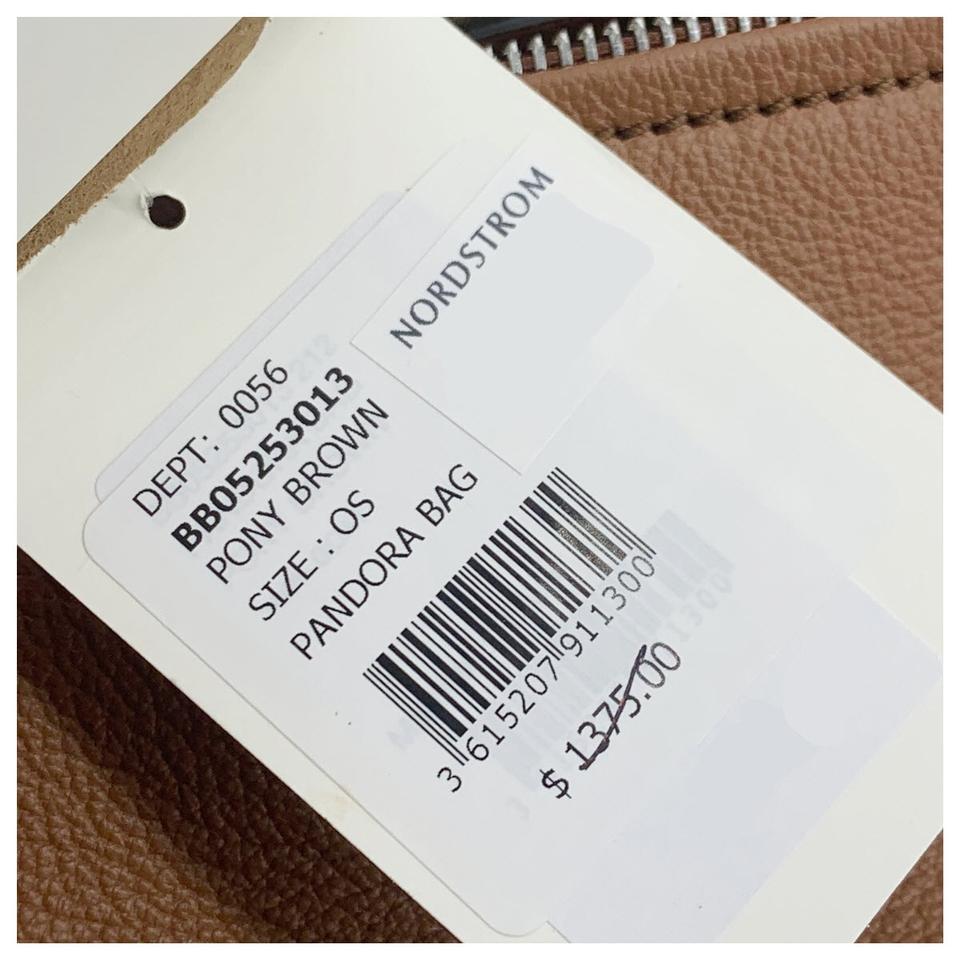 NORDSTROM
DEPT: 0056
BB05253013
PONY BROWN
SIZE : OS
PANDORA BAG
3 615207 911300
$ 1375.00